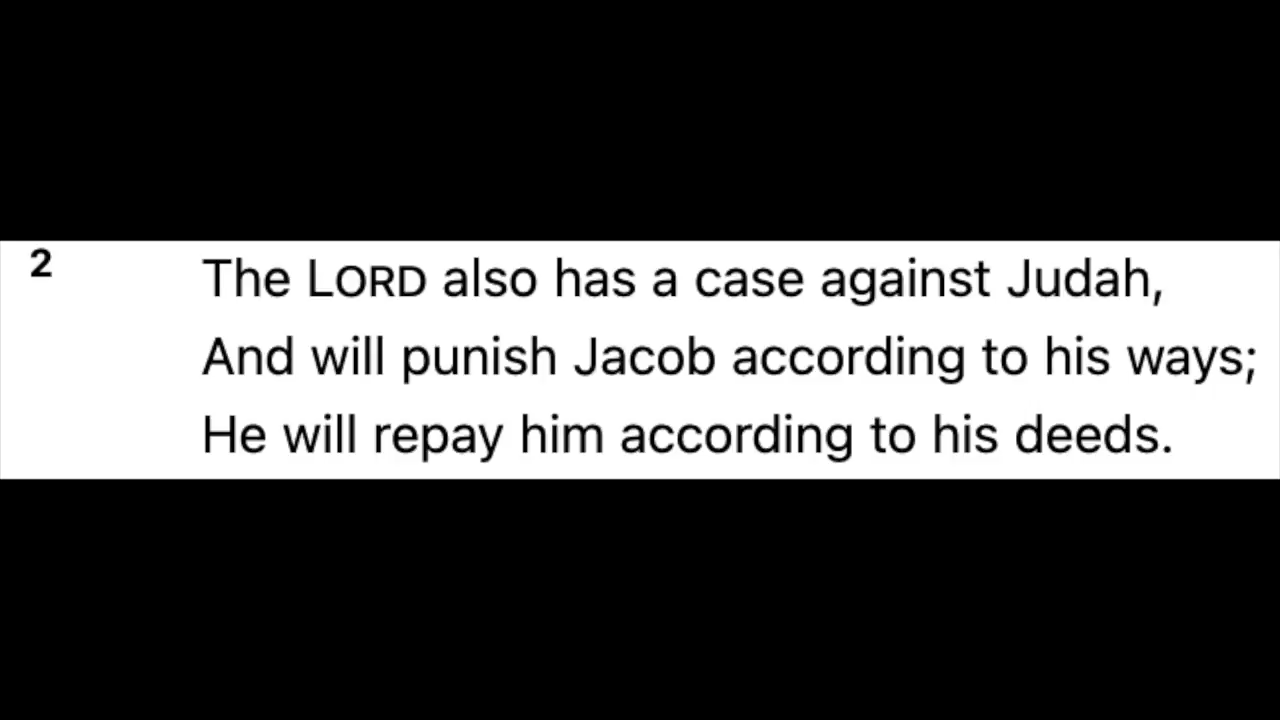 2 The LORD also has a case against Judah,
And will punish Jacob according to his ways;
He will repay him according to his deeds.